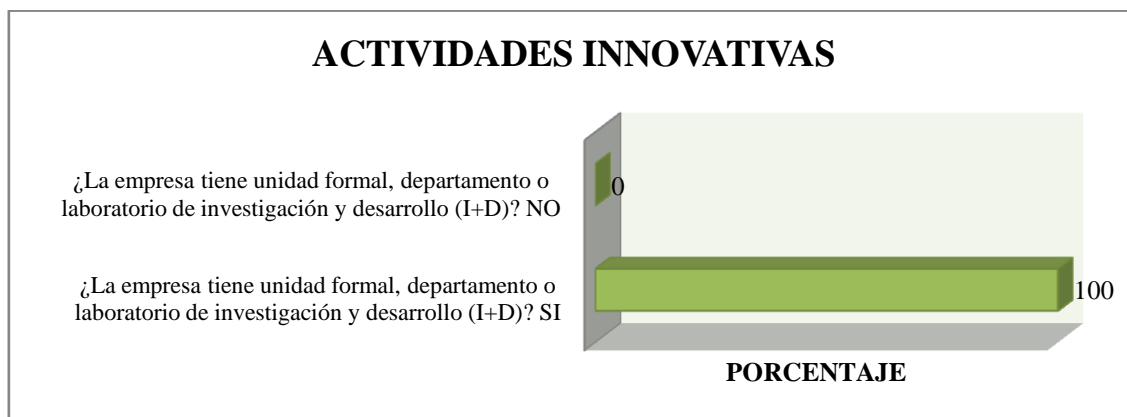 ACTIVIDADES INNOVATIVAS
¿La empresa tiene unidad formal, departamento o
laboratorio de investigación y desarrollo (I+D)? NO
0
¿La empresa tiene unidad formal, departamento o
laboratorio de investigación y desarrollo (I+D)? SI
100
PORCENTAJE